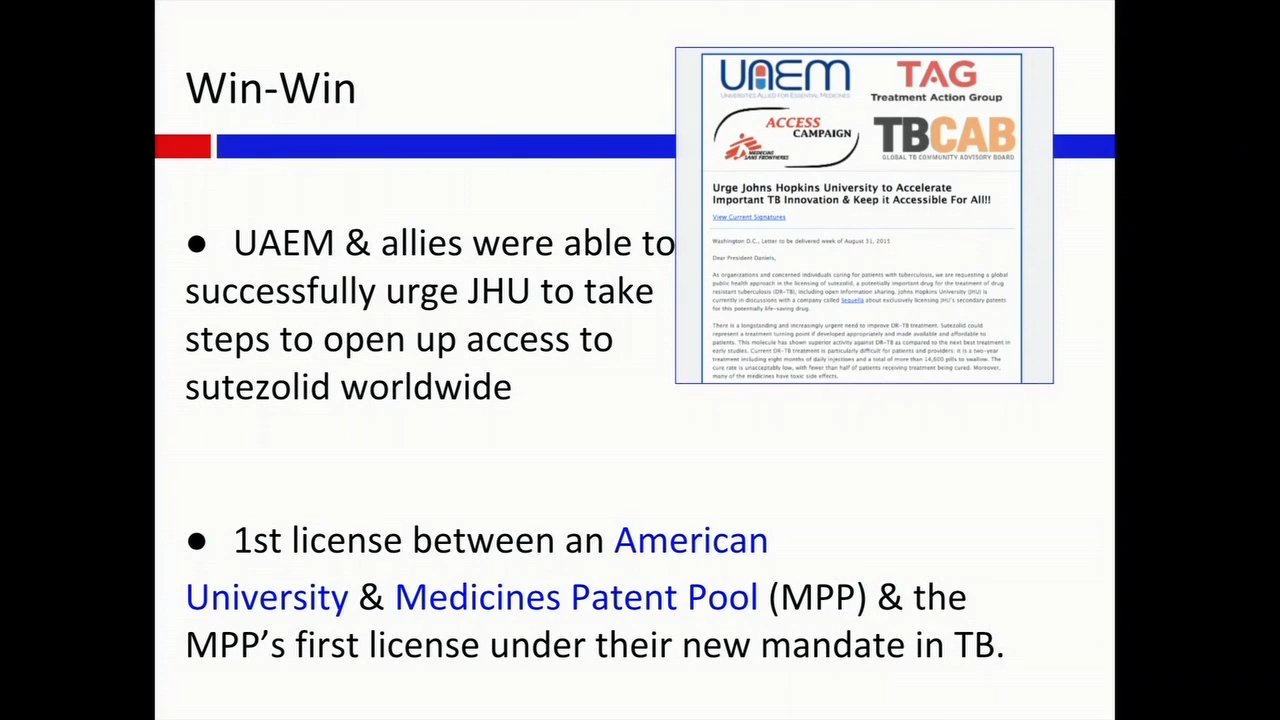 Win-Win
UAEM
UNIVERSITIES ALLIED FOR ESSENTIAL MEDICINES
TAG
Treatment Action Group
ACCESS
CAMPAIGN
MEDECINS
SANS FRONTIERES
TBCAB
GLOBAL TB COMMUNITY ADVISORY BOARD
Urge Johns Hopkins University to Accelerate
Important TB Innovation & Keep it Accessible For All!!
View Current Signatures
Washington D.C., Letter to be delivered week of August 31, 2015
Dear President Daniels,
As organizations and concerned individuals caring for patients with tuberculosis, we are requesting a global
public health approach in the licensing of sutezolid, a potentially important drug for the treatment of drug
resistant tuberculosis (DR-TB), including open information sharing. Johns Hopkins University (JHU) is
currently in discussions with a company called Sequella about exclusively licensing JHU's secondary patents
for this potentially life-saving drug.
There is a longstanding and increasingly urgent need to improve DR-TB treatment. Sutezolid could
represent a treatment turning point if developed appropriately and made available and affordable to
patients. This molecule has shown superior activity against DR-TB as compared to the next best treatment in
early studies. Current DR-TB treatment is particularly difficult for patients and providers: it is a two-year
treatment including eight months of daily injections and a total of more than 14,600 pills to swallow. The
cure rate is unacceptably low, with fewer than half of patients receiving treatment being cured. Moreover,
many of the medicines have toxic side effects.
● UAEM & allies were able to
successfully urge JHU to take
steps to open up access to
sutezolid worldwide
● 1st license between an American
University & Medicines Patent Pool (MPP) & the
MPP’s first license under their new mandate in TB.